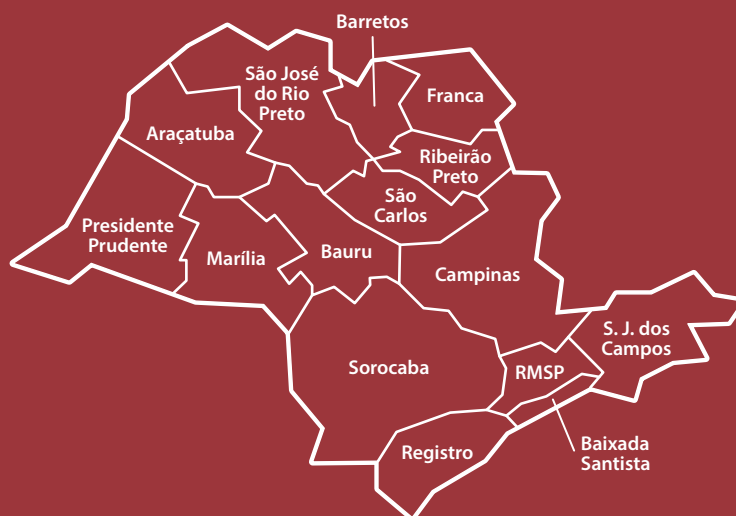 Barretos
São José
do Rio
Preto
Franca
Araçatuba
Ribeirão
Preto
São
Carlos
Presidente
Prudente
Marília
Bauru
Campinas
S. J. dos
Campos
Sorocaba
RMSP
Registro
Baixada
Santista